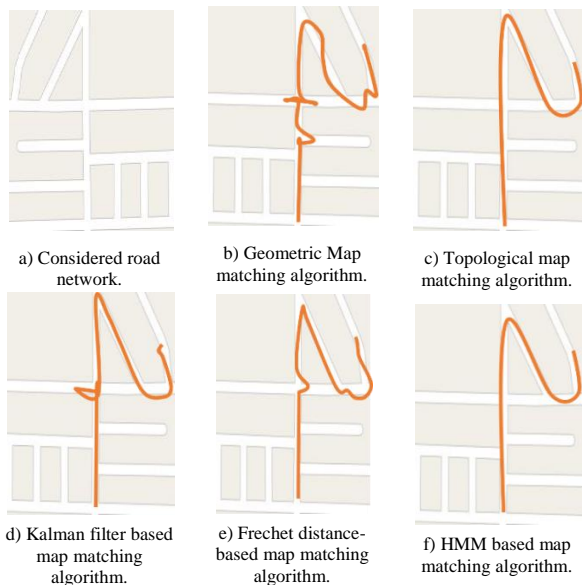 a) Considered road
network.
b) Geometric Map
matching algorithm.
c) Topological map
matching algorithm.
d) Kalman filter based
map matching
algorithm.
e) Frechet distance-
based map matching
algorithm.
f) HMM based map
matching algorithm.